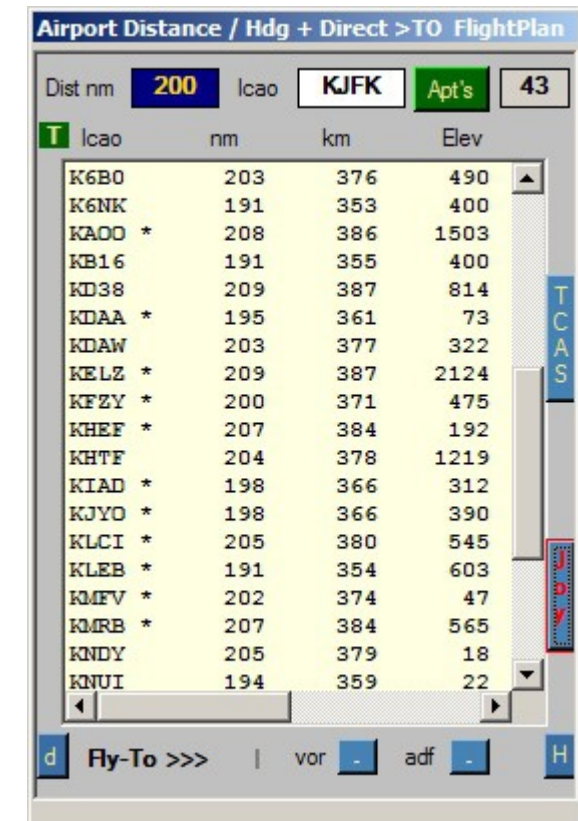 Airport Distance / Hdg + Direct >TO FlightPlan
Dist nm 200 Icao KJFK Apt's 43
T Icao nm km Elev
K6B0 203 376 490
K6NK 191 353 400
KAOO * 208 386 1503
KB16 191 355 400
KD38 209 387 814
KDAA * 195 361 73
KDAW 203 377 322
KELZ * 209 387 2124
KFZY * 200 371 475
KHEF * 207 384 192
KHTF 204 378 1219
KIAD * 198 366 312
KJYO * 198 366 390
KLCI * 205 380 545
KLEB * 191 354 603
KMFV * 202 374 47
KMRB * 207 384 565
KNDY 205 379 18
KNUI 194 359 22
TCAS
Joy
d Fly-To >>> | vor - adf - H